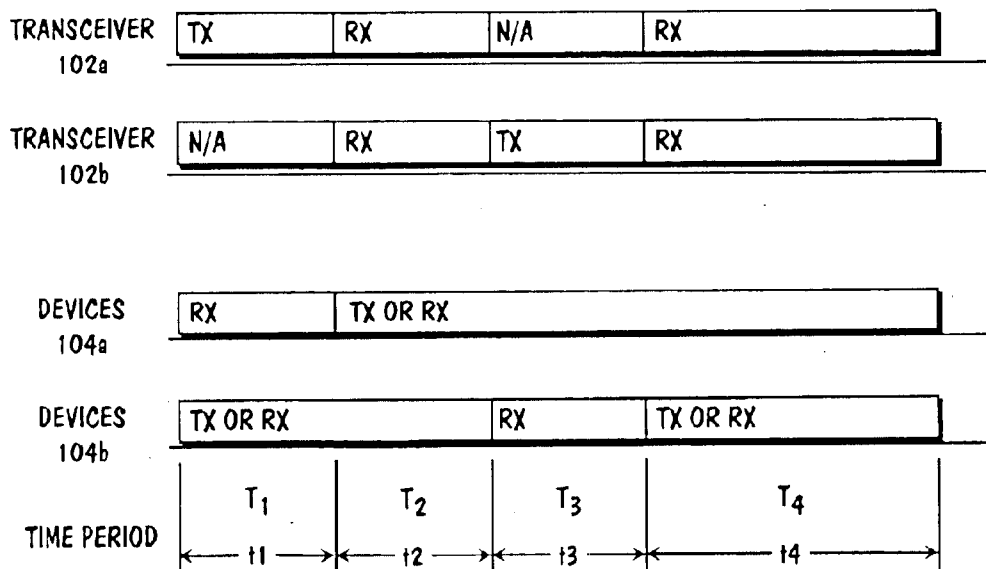 TRANSCEIVER 102a TX RX N/A RX
TRANSCEIVER 102b N/A RX TX RX
DEVICES 104a RX TX OR RX
DEVICES 104b TX OR RX RX TX OR RX
T1 T2 T3 T4
TIME PERIOD t1 t2 t3 t4